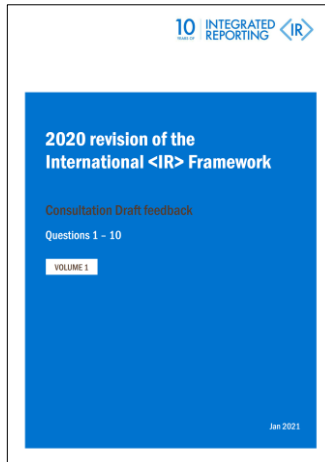 10 YEARS OF INTEGRATED REPORTING <IR>
2020 revision of the
International <IR> Framework
Consultation Draft feedback
Questions 1 – 10
VOLUME 1
Jan 2021